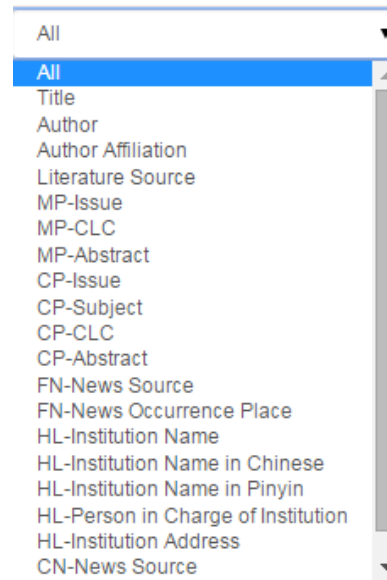 All
All
Title
Author
Author Affiliation
Literature Source
MP-Issue
MP-CLC
MP-Abstract
CP-Issue
CP-Subject
CP-CLC
CP-Abstract
FN-News Source
FN-News Occurrence Place
HL-Institution Name
HL-Institution Name in Chinese
HL-Institution Name in Pinyin
HL-Person in Charge of Institution
HL-Institution Address
CN-News Source